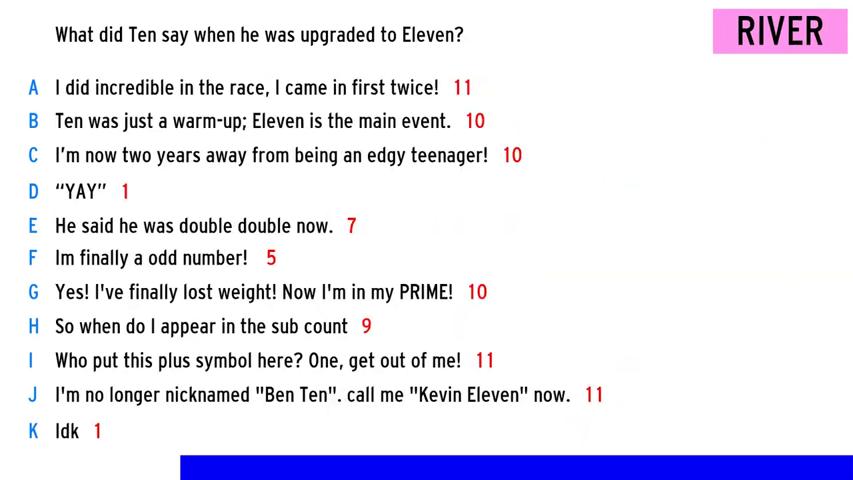 What did Ten say when he was upgraded to Eleven?
RIVER
A I did incredible in the race, I came in first twice! 11
B Ten was just a warm-up; Eleven is the main event. 10
C I'm now two years away from being an edgy teenager! 10
D “YAY” 1
E He said he was double double now. 7
F Im finally a odd number! 5
G Yes! I've finally lost weight! Now I'm in my PRIME! 10
H So when do I appear in the sub count 9
I Who put this plus symbol here? One, get out of me! 11
J I'm no longer nicknamed "Ben Ten". call me "Kevin Eleven" now. 11
K Idk 1